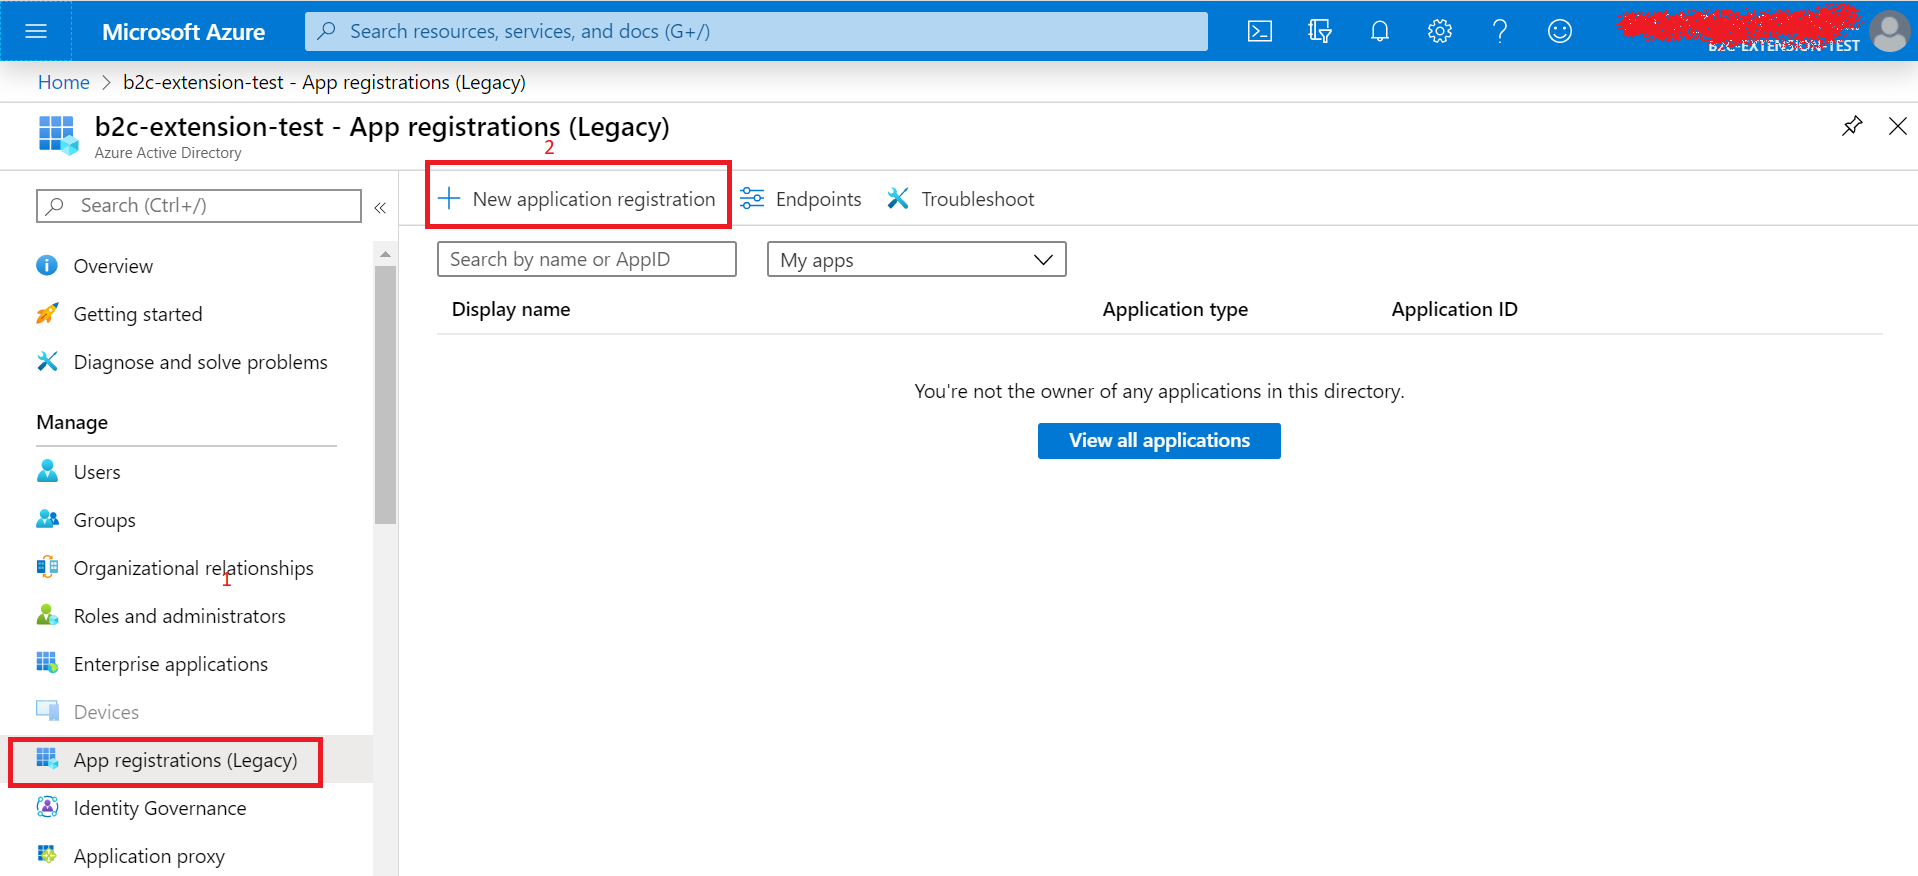 Microsoft Azure
Search resources, services, and docs (G+/)
B2C-EXTENSION-TEST
Home > b2c-extension-test - App registrations (Legacy)
b2c-extension-test - App registrations (Legacy)
Azure Active Directory
2
Search (Ctrl+/)
«
Overview
Getting started
Diagnose and solve problems
Manage
Users
Groups
Organizational relationships
1
Roles and administrators
Enterprise applications
Devices
App registrations (Legacy)
Identity Governance
Application proxy
New application registration
Endpoints
Troubleshoot
Search by name or AppID
My apps
Display name
Application type
Application ID
You're not the owner of any applications in this directory.
View all applications